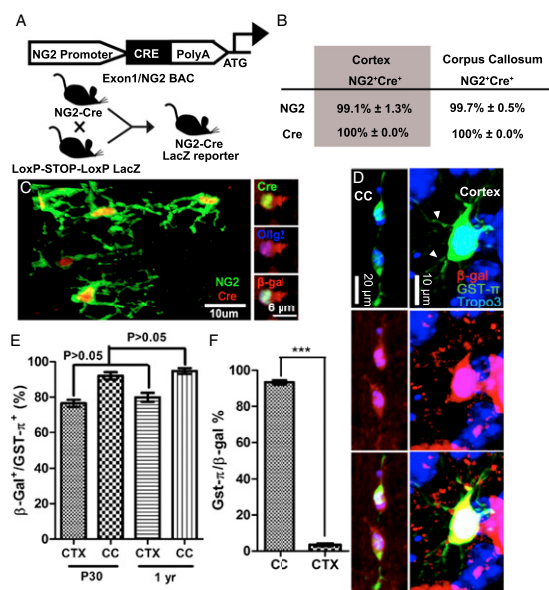 A
NG2 Promoter
CRE
PolyA
ATG
Exon1/NG2 BAC
NG2-Cre
×
LoxP-STOP-LoxP LacZ
NG2-Cre
LacZ reporter
B
Cortex
NG2⁺Cre⁺
Corpus Callosum
NG2⁺Cre⁺
NG2 99.1% ± 1.3% 99.7% ± 0.5%
Cre 100% ± 0.0% 100% ± 0.0%
C
NG2
Cre
10um
Cre
β-gal
6 µm
D
CC
Cortex
20 µm
10 µm
β-gal
GST-π
Tropo3
E
P>0.05
P>0.05
β-Gal⁺/GST-π⁺ (%)
100
80
60
40
20
0
CTX CC CTX CC
P30 1 yr
F
***
Gst-π/β-gal %
100
80
60
40
20
0
CC CTX